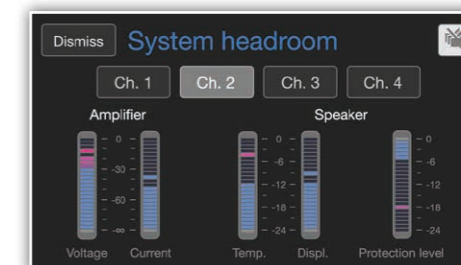 Dismiss System headroom
Ch. 1 Ch. 2 Ch. 3 Ch. 4
Amplifier Speaker
0 0 0
-30 -6 -6
-12 -12
-60 -18 -18
-∞ -24 -24
Voltage Current Temp. Displ. Protection level